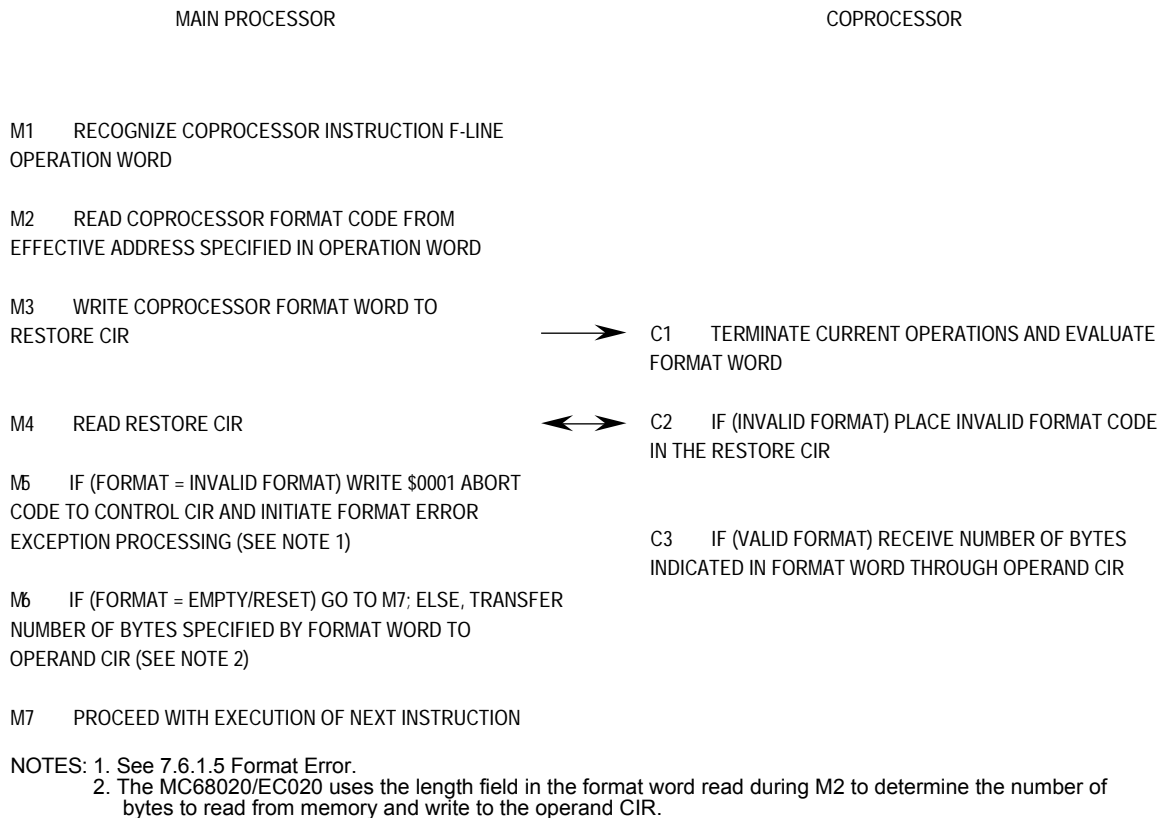 MAIN PROCESSOR
COPROCESSOR
M1 RECOGNIZE COPROCESSOR INSTRUCTION F-LINE
OPERATION WORD
M2 READ COPROCESSOR FORMAT CODE FROM
EFFECTIVE ADDRESS SPECIFIED IN OPERATION WORD
M3 WRITE COPROCESSOR FORMAT WORD TO
RESTORE CIR
C1 TERMINATE CURRENT OPERATIONS AND EVALUATE
FORMAT WORD
M4 READ RESTORE CIR
C2 IF (INVALID FORMAT) PLACE INVALID FORMAT CODE
IN THE RESTORE CIR
M5 IF (FORMAT = INVALID FORMAT) WRITE $0001 ABORT
CODE TO CONTROL CIR AND INITIATE FORMAT ERROR
EXCEPTION PROCESSING (SEE NOTE 1)
C3 IF (VALID FORMAT) RECEIVE NUMBER OF BYTES
INDICATED IN FORMAT WORD THROUGH OPERAND CIR
M6 IF (FORMAT = EMPTY/RESET) GO TO M7; ELSE, TRANSFER
NUMBER OF BYTES SPECIFIED BY FORMAT WORD TO
OPERAND CIR (SEE NOTE 2)
M7 PROCEED WITH EXECUTION OF NEXT INSTRUCTION
NOTES: 1. See 7.6.1.5 Format Error.
2. The MC68020/EC020 uses the length field in the format word read during M2 to determine the number of
bytes to read from memory and write to the operand CIR.